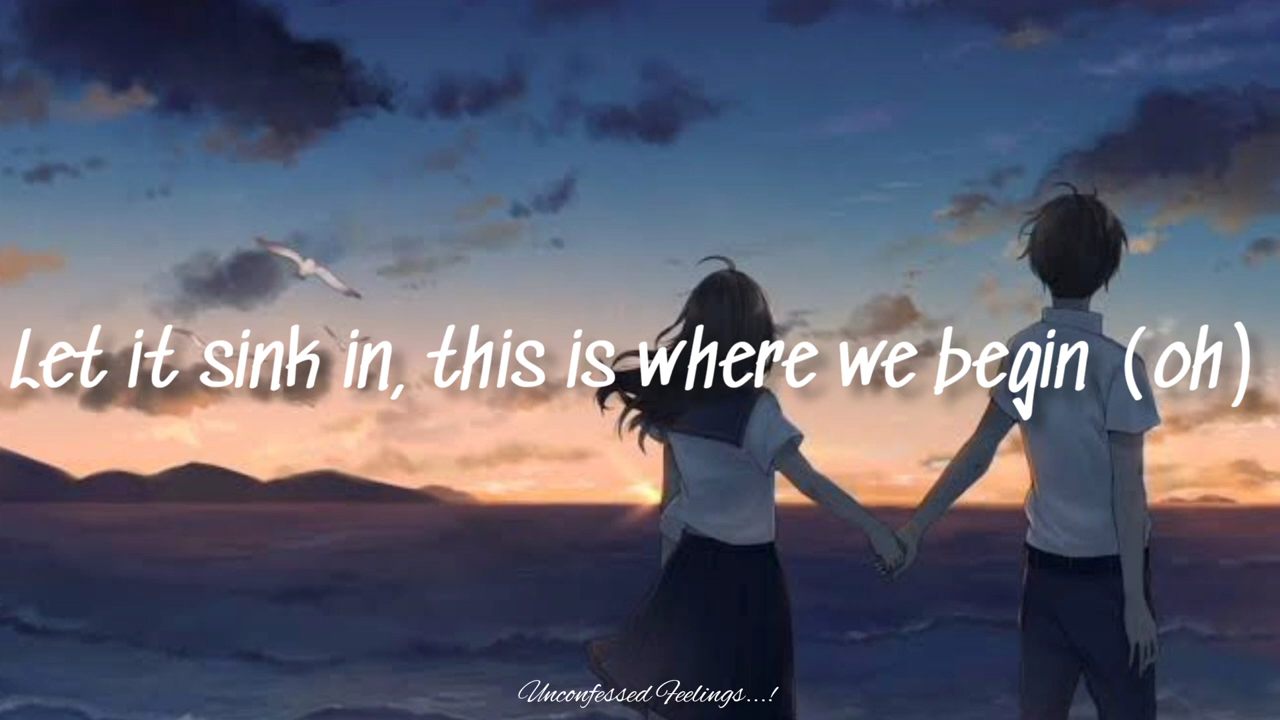 Let it sink in, this is where we begin (oh)
Unconfessed Feelings...!